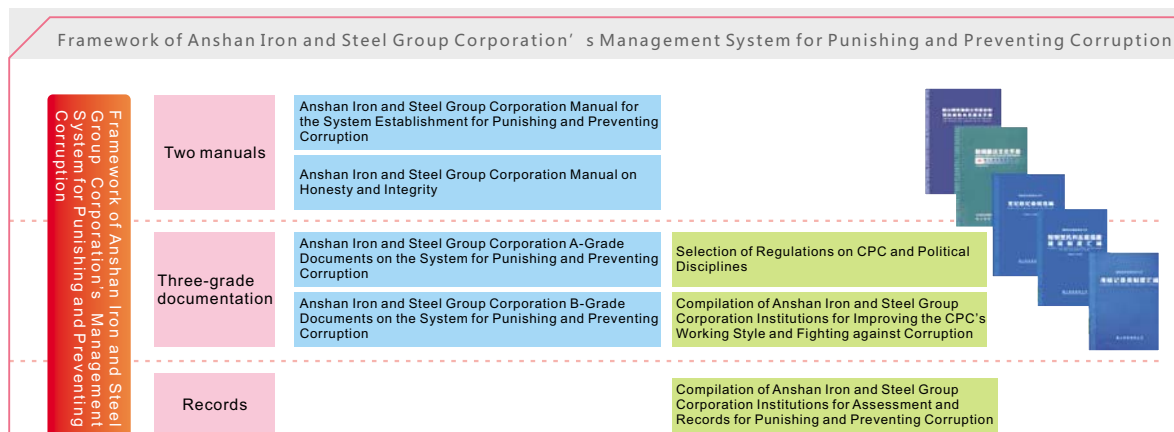 Framework of Anshan Iron and Steel Group Corporation's Management System for Punishing and Preventing Corruption
Framework of Anshan Iron and Steel
Group Corporation's Management
System for Punishing and Preventing
Corruption
Two manuals
Anshan Iron and Steel Group Corporation Manual for
the System Establishment for Punishing and Preventing
Corruption
Anshan Iron and Steel Group Corporation Manual on
Honesty and Integrity
Three-grade
documentation
Anshan Iron and Steel Group Corporation A-Grade
Documents on the System for Punishing and Preventing
Corruption
Selection of Regulations on CPC and Political
Disciplines
Anshan Iron and Steel Group Corporation B-Grade
Documents on the System for Punishing and Preventing
Corruption
Compilation of Anshan Iron and Steel Group
Corporation Institutions for Improving the CPC's
Working Style and Fighting against Corruption
Records
Compilation of Anshan Iron and Steel Group
Corporation Institutions for Assessment and
Records for Punishing and Preventing Corruption